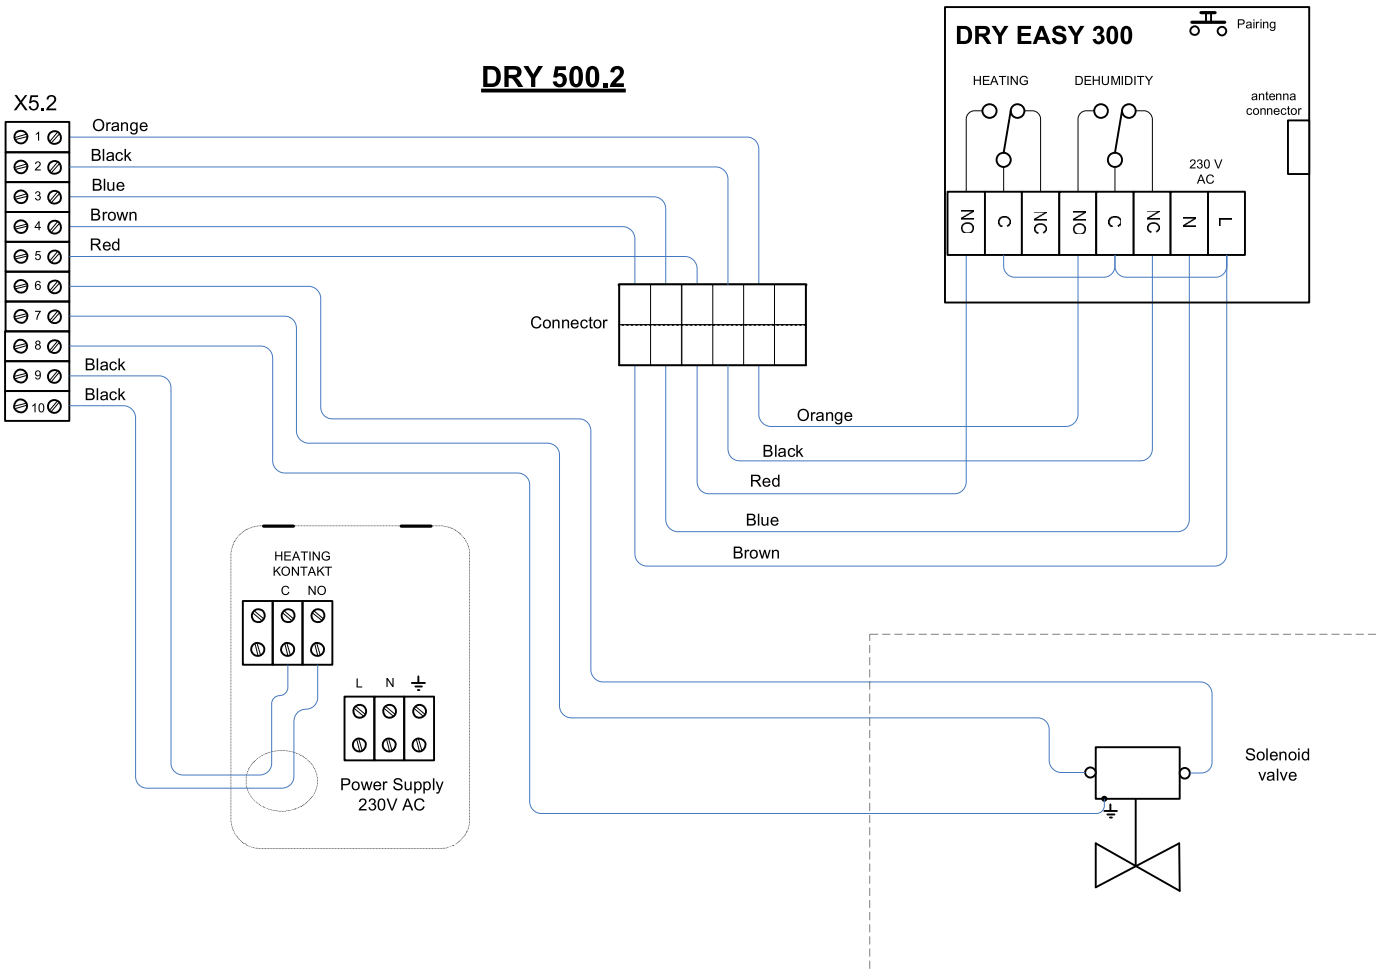 DRY EASY 300
Pairing
DRY 500.2
HEATING
DEHUMIDITY
antenna
connector
X5.2
230 V
AC
NO
C
NC
NO
C
NC
N
L
1
Orange
2
Black
3
Blue
4
Brown
5
Red
6
7
8
9
Black
10
Black
Connector
Orange
Black
Red
Blue
Brown
HEATING
KONTAKT
C NO
L N
Power Supply
230V AC
Solenoid
valve